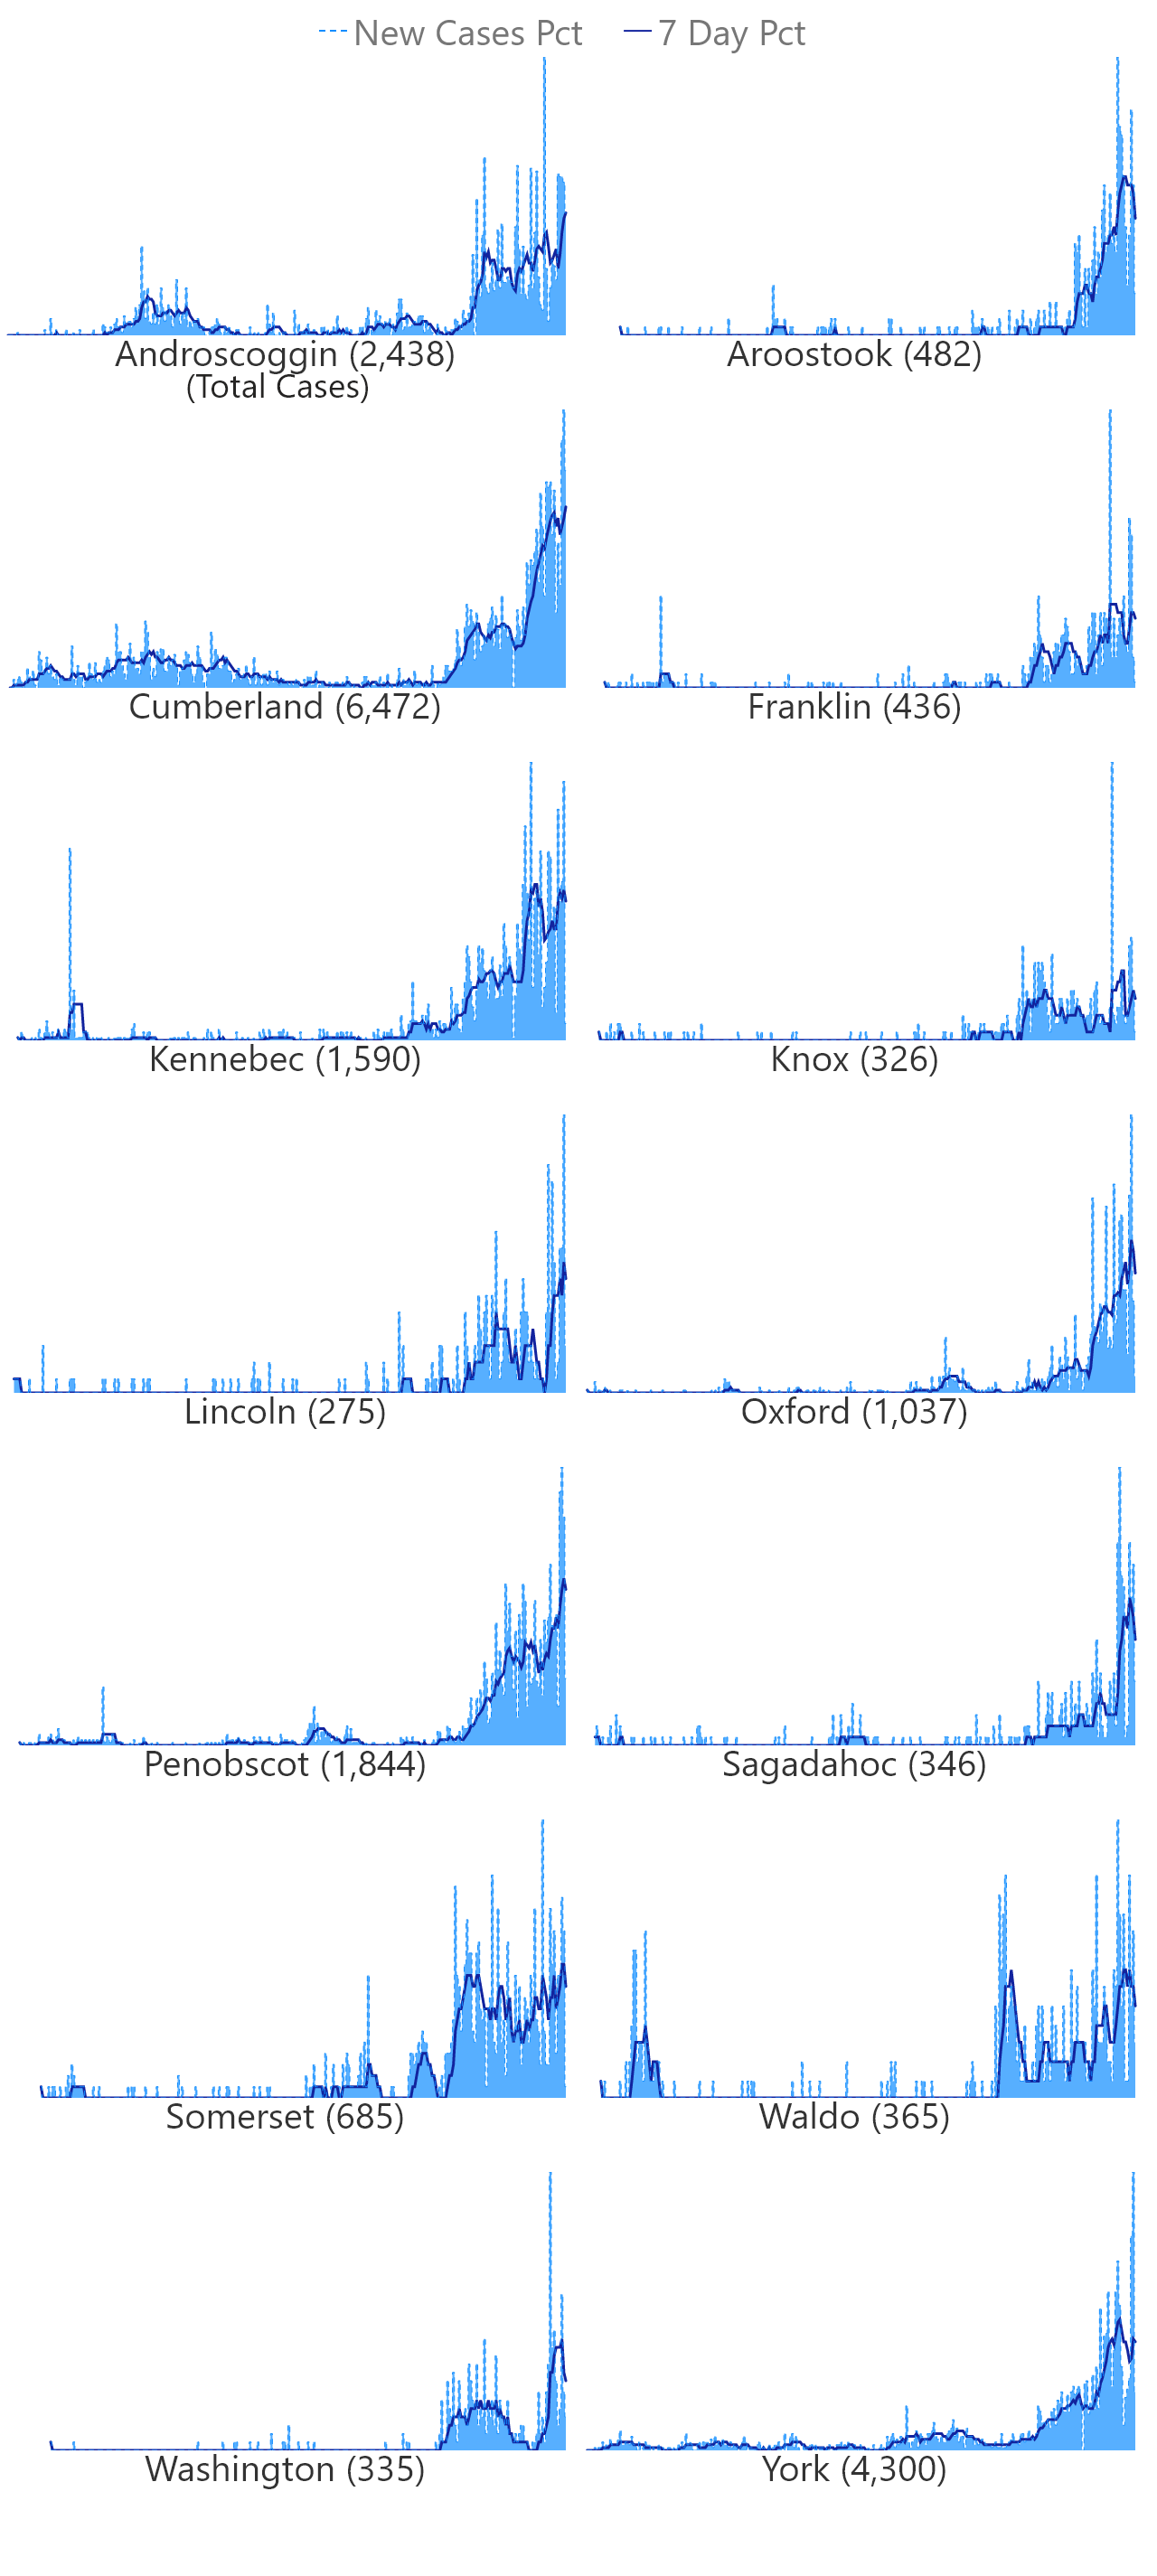 New Cases Pct 7 Day Pct
Androscoggin (2,438) Aroostook (482)
(Total Cases)
Cumberland (6,472) Franklin (436)
Kennebec (1,590) Knox (326)
Lincoln (275) Oxford (1,037)
Penobscot (1,844) Sagadahoc (346)
Somerset (685) Waldo (365)
Washington (335) York (4,300)